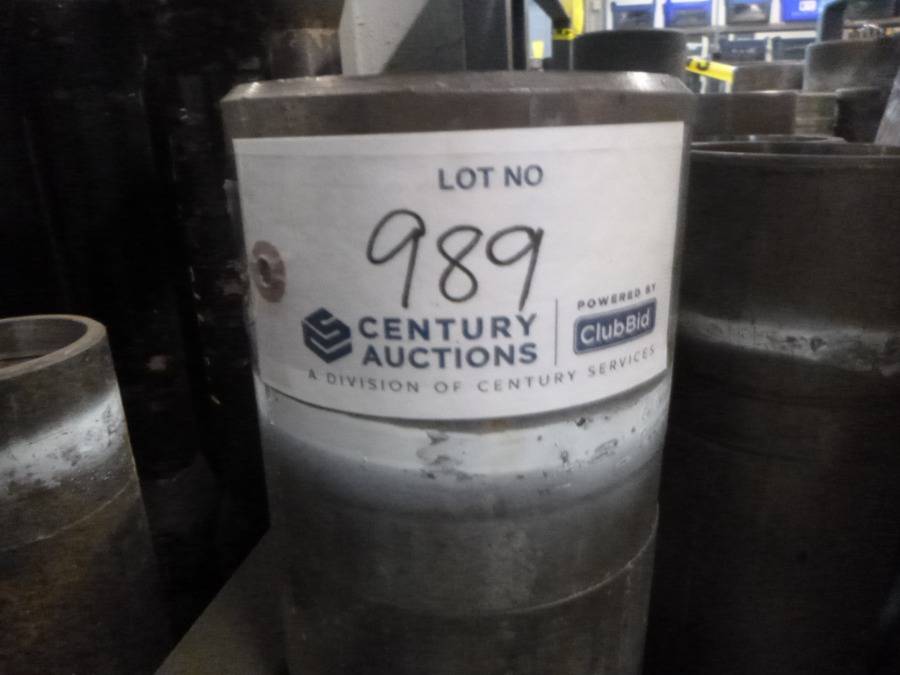 LOT NO
989
CENTURY
AUCTIONS
POWERED BY
ClubBid
A DIVISION OF CENTURY SERVICES